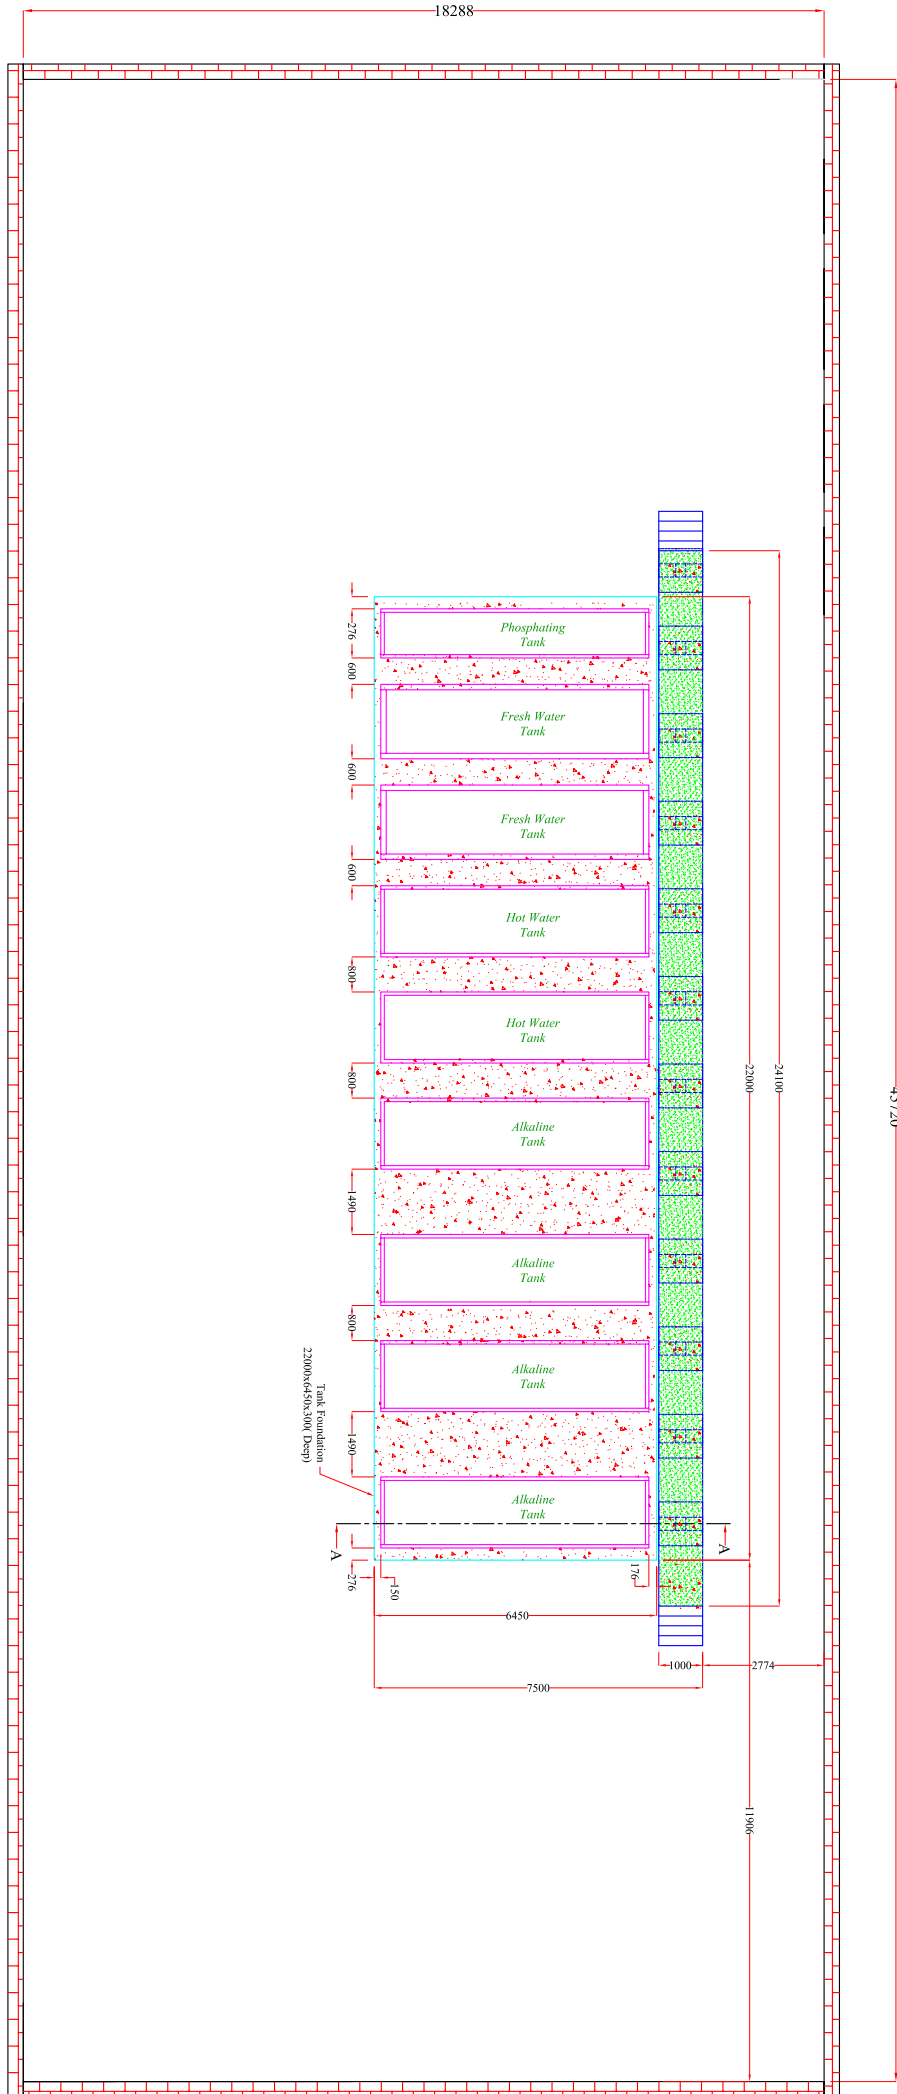 18288
Phosphating
Tank
276
600
Fresh Water
Tank
600
Fresh Water
Tank
600
Hot Water
Tank
800
Hot Water
Tank
800
22000
24100
Alkaline
Tank
1490
Alkaline
Tank
800
Alkaline
Tank
1490
Tank Foundation
22000x6450x300( Deep)
Alkaline
Tank
A
A
276
150
176
6450
1000
2774
7500
11906